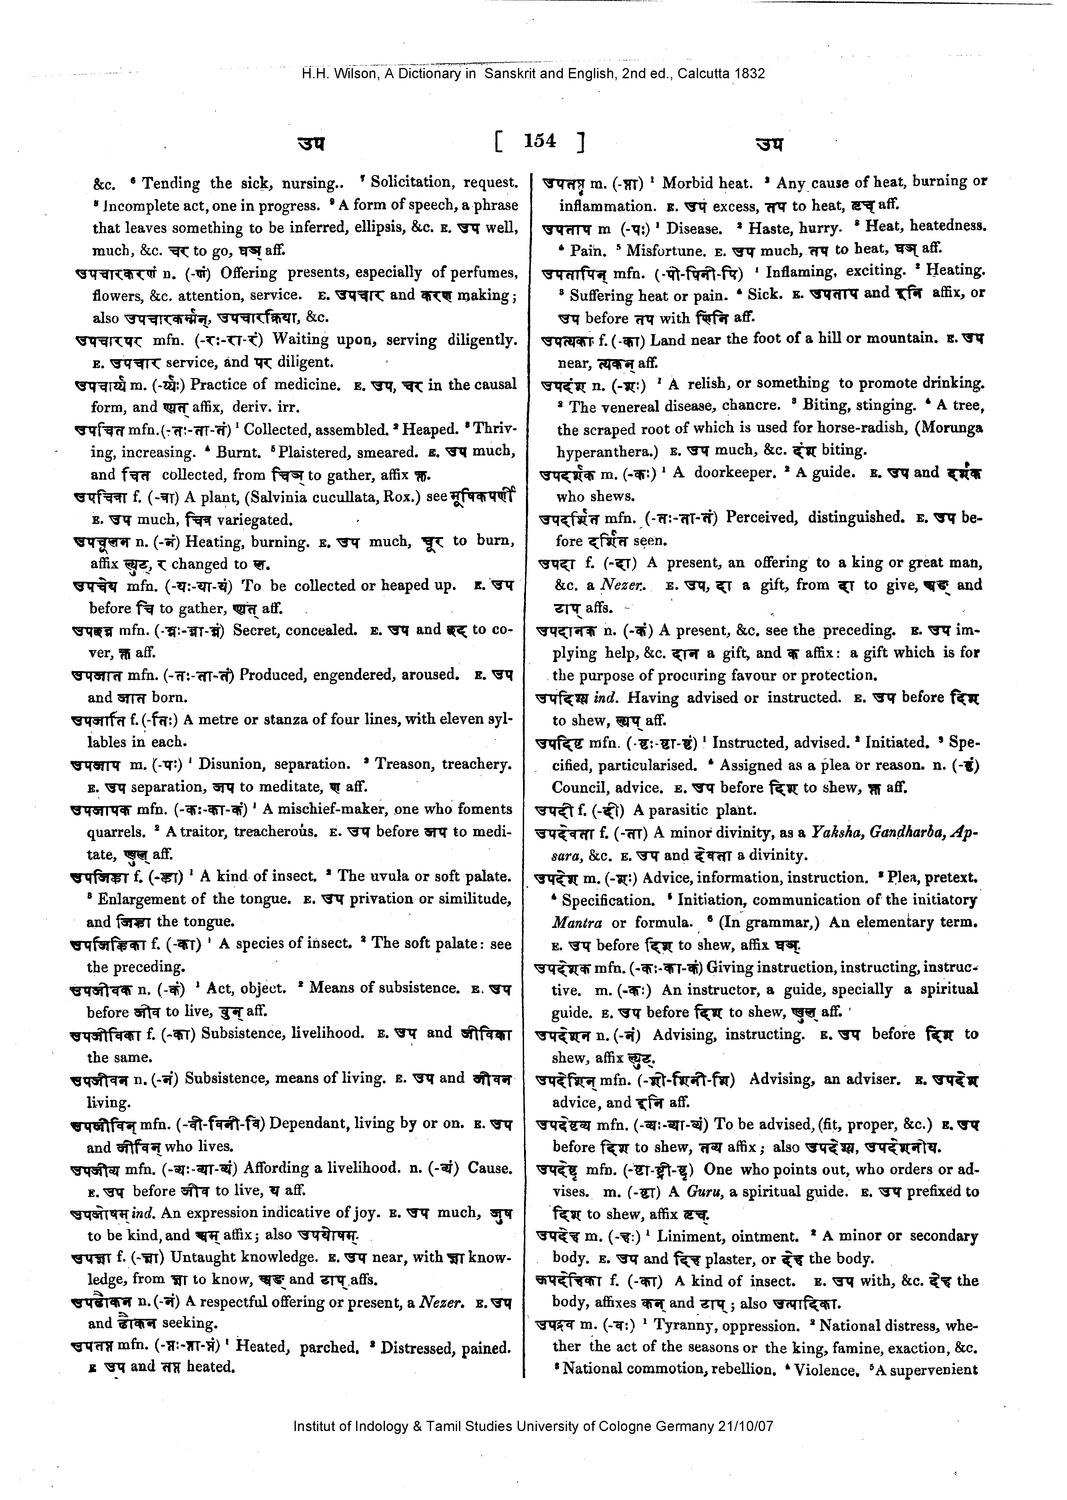 H.H. Wilson, A Dictionary in Sanskrit and English, 2nd ed., Calcutta 1832
उप [ 154 ] उप
&c. ⁶ Tending the sick, nursing.. ⁷ Solicitation, request.
⁸ Incomplete act, one in progress. ⁹ A form of speech, a phrase
that leaves something to be inferred, ellipsis, &c. E. उप well,
much, &c. चर to go, घञ् aff.
उपचारकरणं n. (-णं) Offering presents, especially of perfumes,
flowers, &c. attention, service. E. उपचार and करण making;
also उपचारकर्म्मन्, उपचारक्रिया, &c.
उपचारपर mfn. (-रः-रा-रं) Waiting upon, serving diligently.
E. उपचार service, and पर diligent.
उपचार्य्य m. (-र्य्यः) Practice of medicine. E. उप, चर in the causal
form, and ण्यत् affix, deriv. irr.
उपचित mfn.(-तः-ता-तं) ¹ Collected, assembled. ² Heaped. ³ Thriv-
ing, increasing. ⁴ Burnt. ⁵ Plaistered, smeared. E. उप much,
and चित collected, from चिञ् to gather, affix क्त.
उपचित्रा f. (-त्रा) A plant, (Salvinia cucullata, Rox.) see मूषिकपर्णी
E. उप much, चित्र variegated.
उपचूलन n. (-नं) Heating, burning. E. उप much, चूर to burn,
affix ल्युट्, र changed to ल.
उपचेय mfn. (-यः-या-यं) To be collected or heaped up. E. उप
before चि to gather, ण्यत् aff.
उपच्छन्न mfn. (-न्नः-न्ना-न्नं) Secret, concealed. E. उप and छद to co-
ver, क्त aff.
उपजात mfn. (-तः-ता-तं) Produced, engendered, aroused. E. उप
and जात born.
उपजाति f. (-तिः) A metre or stanza of four lines, with eleven syl-
lables in each.
उपजाप m. (-पः) ¹ Disunion, separation. ² Treason, treachery.
E. उप separation, जप to meditate, ण aff.
उपजापक mfn. (-कः-का-कं) ¹ A mischief-maker, one who foments
quarrels. ² A traitor, treacherous. E. उप before जप to medi-
tate, ण्वुल् aff.
उपजिह्वा f. (-ह्वा) ¹ A kind of insect. ² The uvula or soft palate.
³ Enlargement of the tongue. E. उप privation or similitude,
and जिह्वा the tongue.
उपजिह्विका f. (-का) ¹ A species of insect. ² The soft palate: see
the preceding.
उपजीवक n. (-कं) ¹ Act, object. ² Means of subsistence. E. उप
before जीव to live, वुन् aff.
उपजीविका f. (-का) Subsistence, livelihood. E. उप and जीविका
the same.
उपजीवन n. (-नं) Subsistence, means of living. E. उप and जीवन
living.
उपजीविन् mfn. (-वी-विनी-वि) Dependant, living by or on. E. उप
and जीविन् who lives.
उपजीव्य mfn. (-व्यः-व्या-व्यं) Affording a livelihood. n. (-व्यं) Cause.
E. उप before जीव to live, य aff.
उपजोषम् ind. An expression indicative of joy. E. उप much, जुष
to be kind, and अम् affix; also उपयोषम्.
उपज्ञा f. (-ज्ञा) Untaught knowledge. E. उप near, with ज्ञा know-
ledge, from ज्ञा to know, अङ् and टाप् affs.
उपढौकन n. (-नं) A respectful offering or present, a Nezer. E. उप
and ढौकन seeking.
उपतप्त mfn. (-प्तः-प्ता-प्तं) ¹ Heated, parched. ² Distressed, pained.
E उप and तप्त heated.
उपतप्तृ m. (-प्ता) ¹ Morbid heat. ² Any cause of heat, burning or
inflammation. E. उप excess, तप to heat, तृच् aff.
उपताप m (-पः) ¹ Disease. ² Haste, hurry. ³ Heat, heatedness.
⁴ Pain. ⁵ Misfortune. E. उप much, तप to heat, घञ् aff.
उपतापिन् mfn. (-पी-पिनी-पि) ¹ Inflaming, exciting. ² Heating.
³ Suffering heat or pain. ⁴ Sick. E. उपताप and इनि affix, or
उप before तप with णिनि aff.
उपत्यका f. (-का) Land near the foot of a hill or mountain. E. उप
near, त्यकन् aff.
उपदंश n. (-शः) ¹ A relish, or something to promote drinking.
² The venereal disease, chancre. ³ Biting, stinging. ⁴ A tree,
the scraped root of which is used for horse-radish, (Morunga
hyperanthera.) E. उप much, &c. दंश biting.
उपदर्शक m. (-कः) ¹ A doorkeeper. ² A guide. E. उप and दर्शक
who shews.
उपदर्शित mfn. (-तः-ता-तं) Perceived, distinguished. E. उप be-
fore दर्शित seen.
उपदा f. (-दा) A present, an offering to a king or great man,
&c. a Nezer. E. उप, दा a gift, from दा to give, अङ् and
टाप् affs.
उपदानक n. (-कं) A present, &c. see the preceding. E. उप im-
plying help, &c. दान a gift, and क affix: a gift which is for
the purpose of procuring favour or protection.
उपदिश्य ind. Having advised or instructed. E. उप before दिश
to shew, ल्यप् aff.
उपदिष्ट mfn. (-ष्टः-ष्टा-ष्टं) ¹ Instructed, advised. ² Initiated. ³ Spe-
cified, particularised. ⁴ Assigned as a plea or reason. n. (-ष्टं)
Council, advice. E. उप before दिश to shew, क्त aff.
उपदी f. (-दी) A parasitic plant.
उपदेवता f. (-ता) A minor divinity, as a Yaksha, Gandharba, Ap-
sara, &c. E. उप and देवता a divinity.
उपदेश m. (-शः) Advice, information, instruction. ² Plea, pretext.
⁴ Specification. ⁵ Initiation, communication of the initiatory
Mantra or formula. ⁶ (In grammar,) An elementary term.
E. उप before दिश to shew, affix घञ्.
उपदेशक mfn. (-कः-का-कं) Giving instruction, instructing, instruc-
tive. m. (-कः) An instructor, a guide, specially a spiritual
guide. E. उप before दिश to shew, ण्वुल् aff.
उपदेशन n. (-नं) Advising, instructing. E. उप before दिश to
shew, affix ल्युट्.
उपदेशिन् mfn. (-शी-शिनी-शि) Advising, an adviser. E. उपदेश
advice, and इनि aff.
उपदेष्टव्य mfn. (-व्यः-व्या-व्यं) To be advised, (fit, proper, &c.) E. उप
before दिश to shew, तव्य affix; also उपदेश्य, उपदेशनीय.
उपदेष्टृ mfn. (-ष्टा-ष्ट्री-ष्टृ) One who points out, who orders or ad-
vises. m. (-ष्टा) A Guru, a spiritual guide. E. उप prefixed to
दिश to shew, affix तृच्.
उपदेह m. (-हः) ¹ Liniment, ointment. ² A minor or secondary
body. E. उप and दिह plaster, or देह the body.
उपदेहिका f. (-का) A kind of insect. E. उप with, &c. देह the
body, affixes कन् and टाप्; also उत्पादिका.
उपद्रव m. (-वः) ¹ Tyranny, oppression. ² National distress, whe-
ther the act of the seasons or the king, famine, exaction, &c.
³ National commotion, rebellion. ⁴ Violence. ⁵ A supervenient
Institut of Indology & Tamil Studies University of Cologne Germany 21/10/07